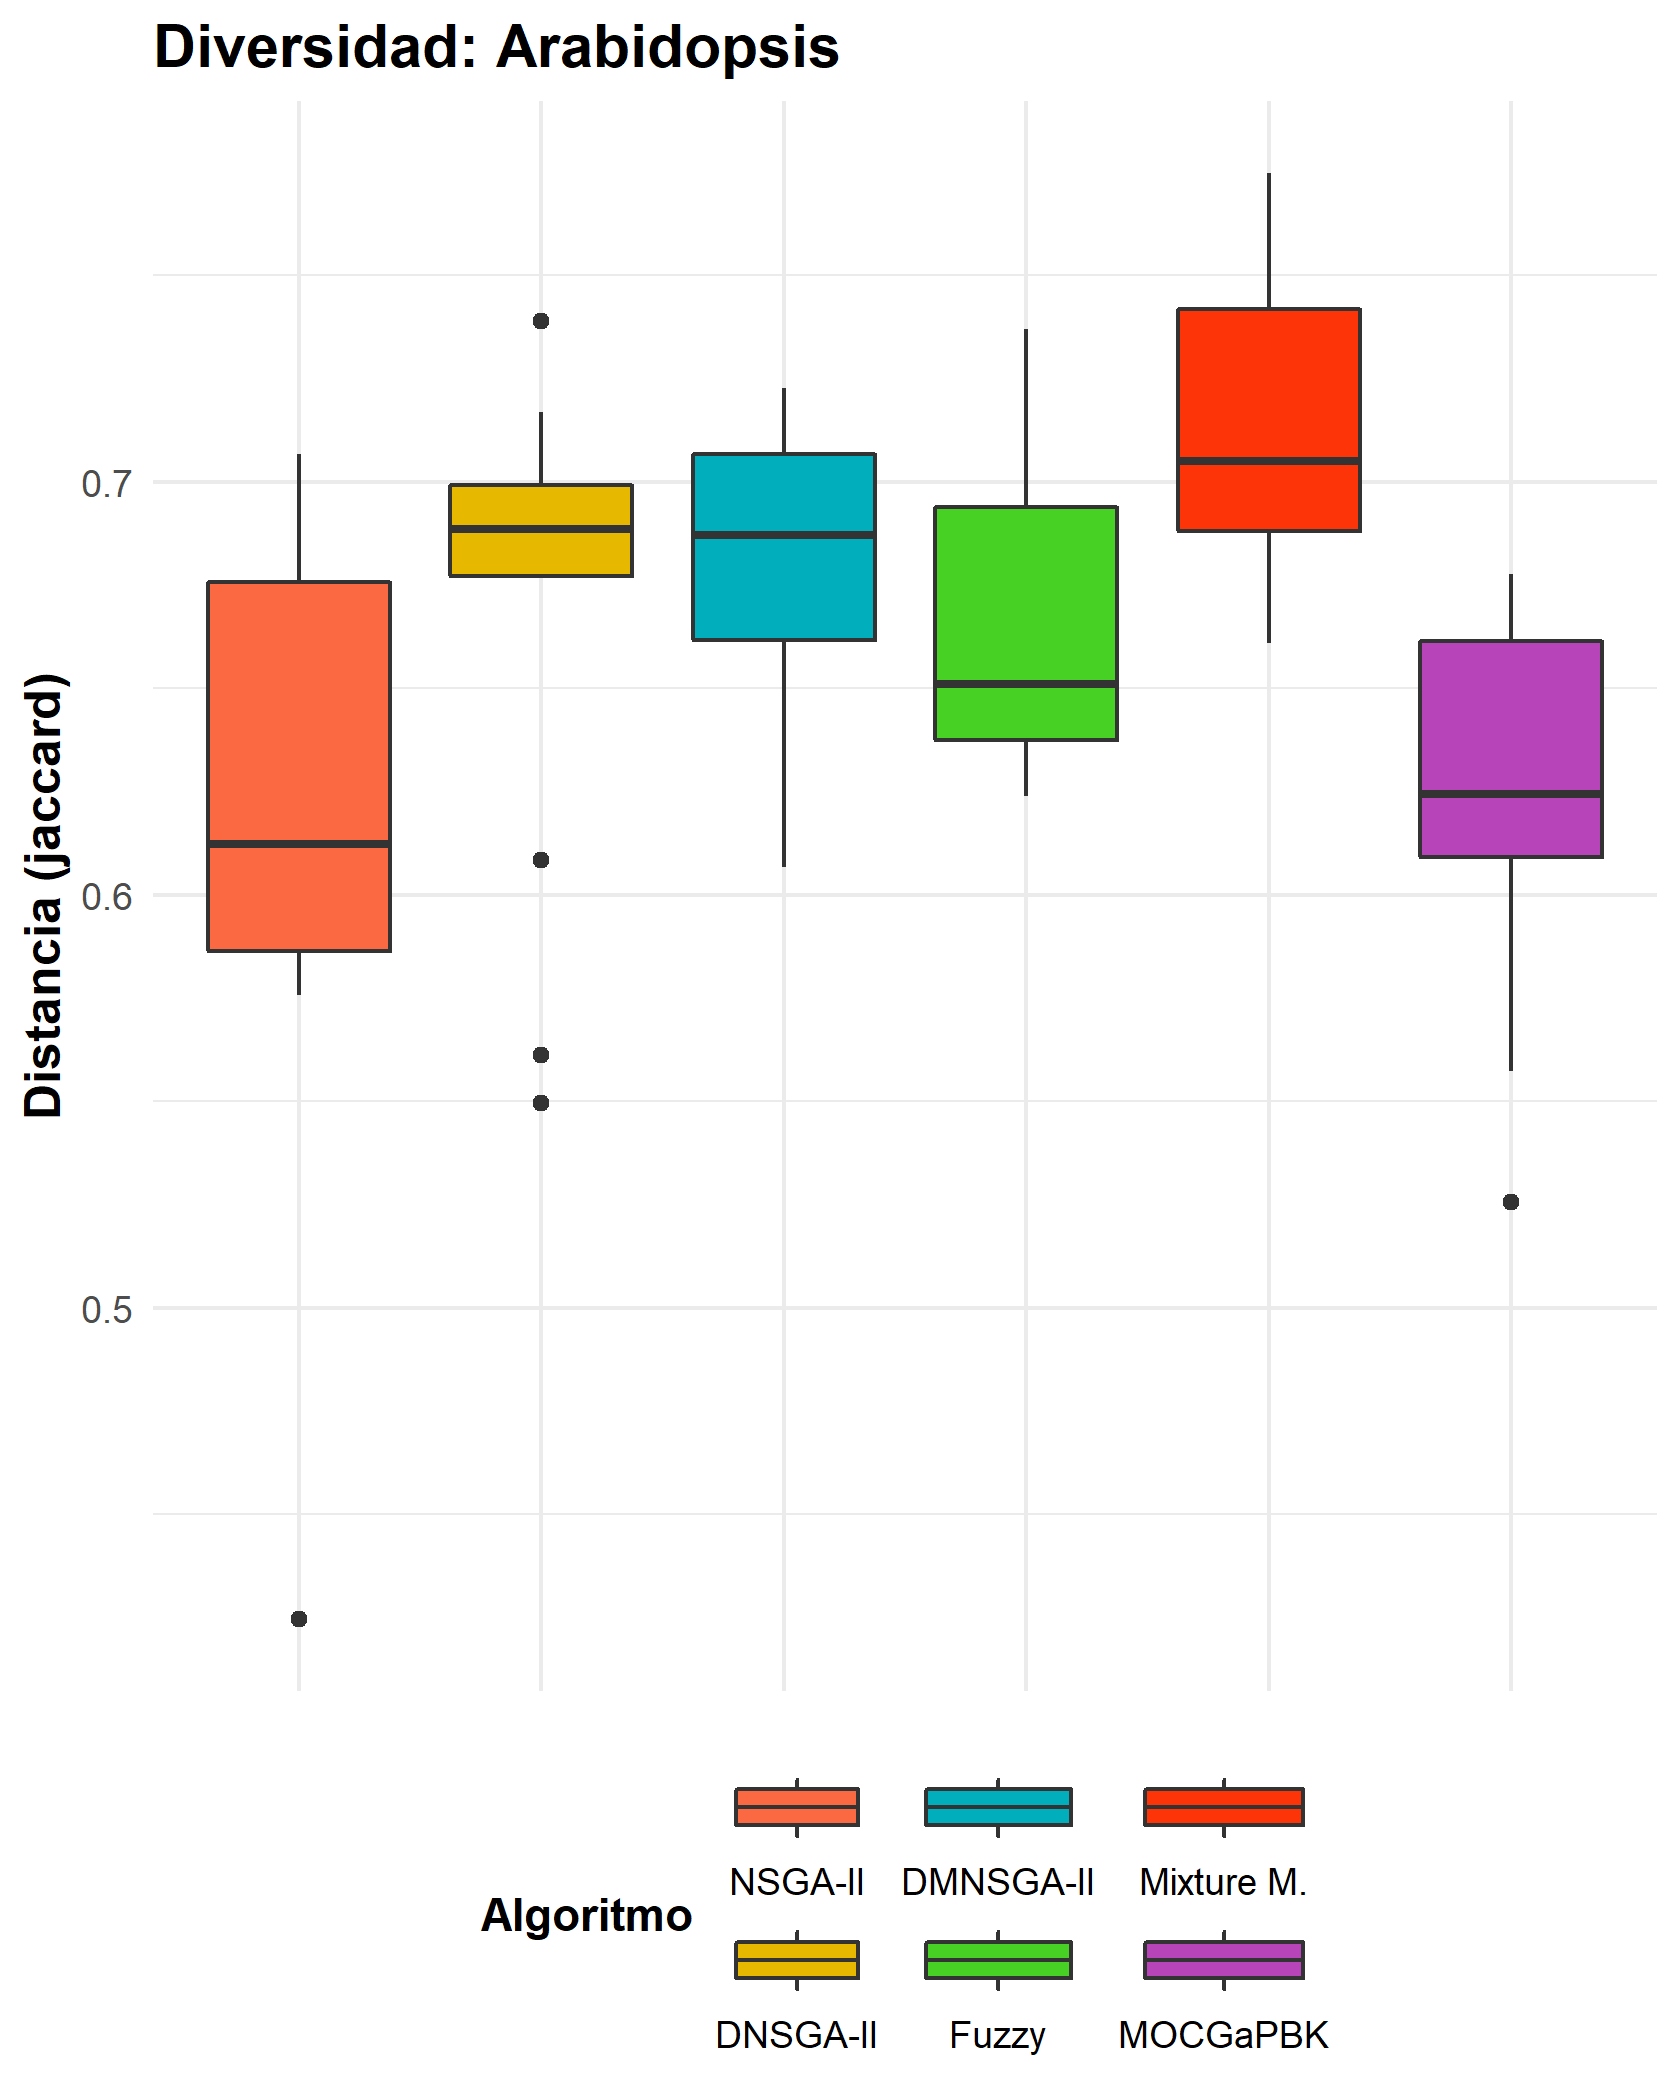 Diversidad: Arabidopsis
Distancia (jaccard)
0.7
0.6
0.5
Algoritmo
NSGA-II
DMNSGA-II
Mixture M.
DNSGA-II
Fuzzy
MOCGaPBK